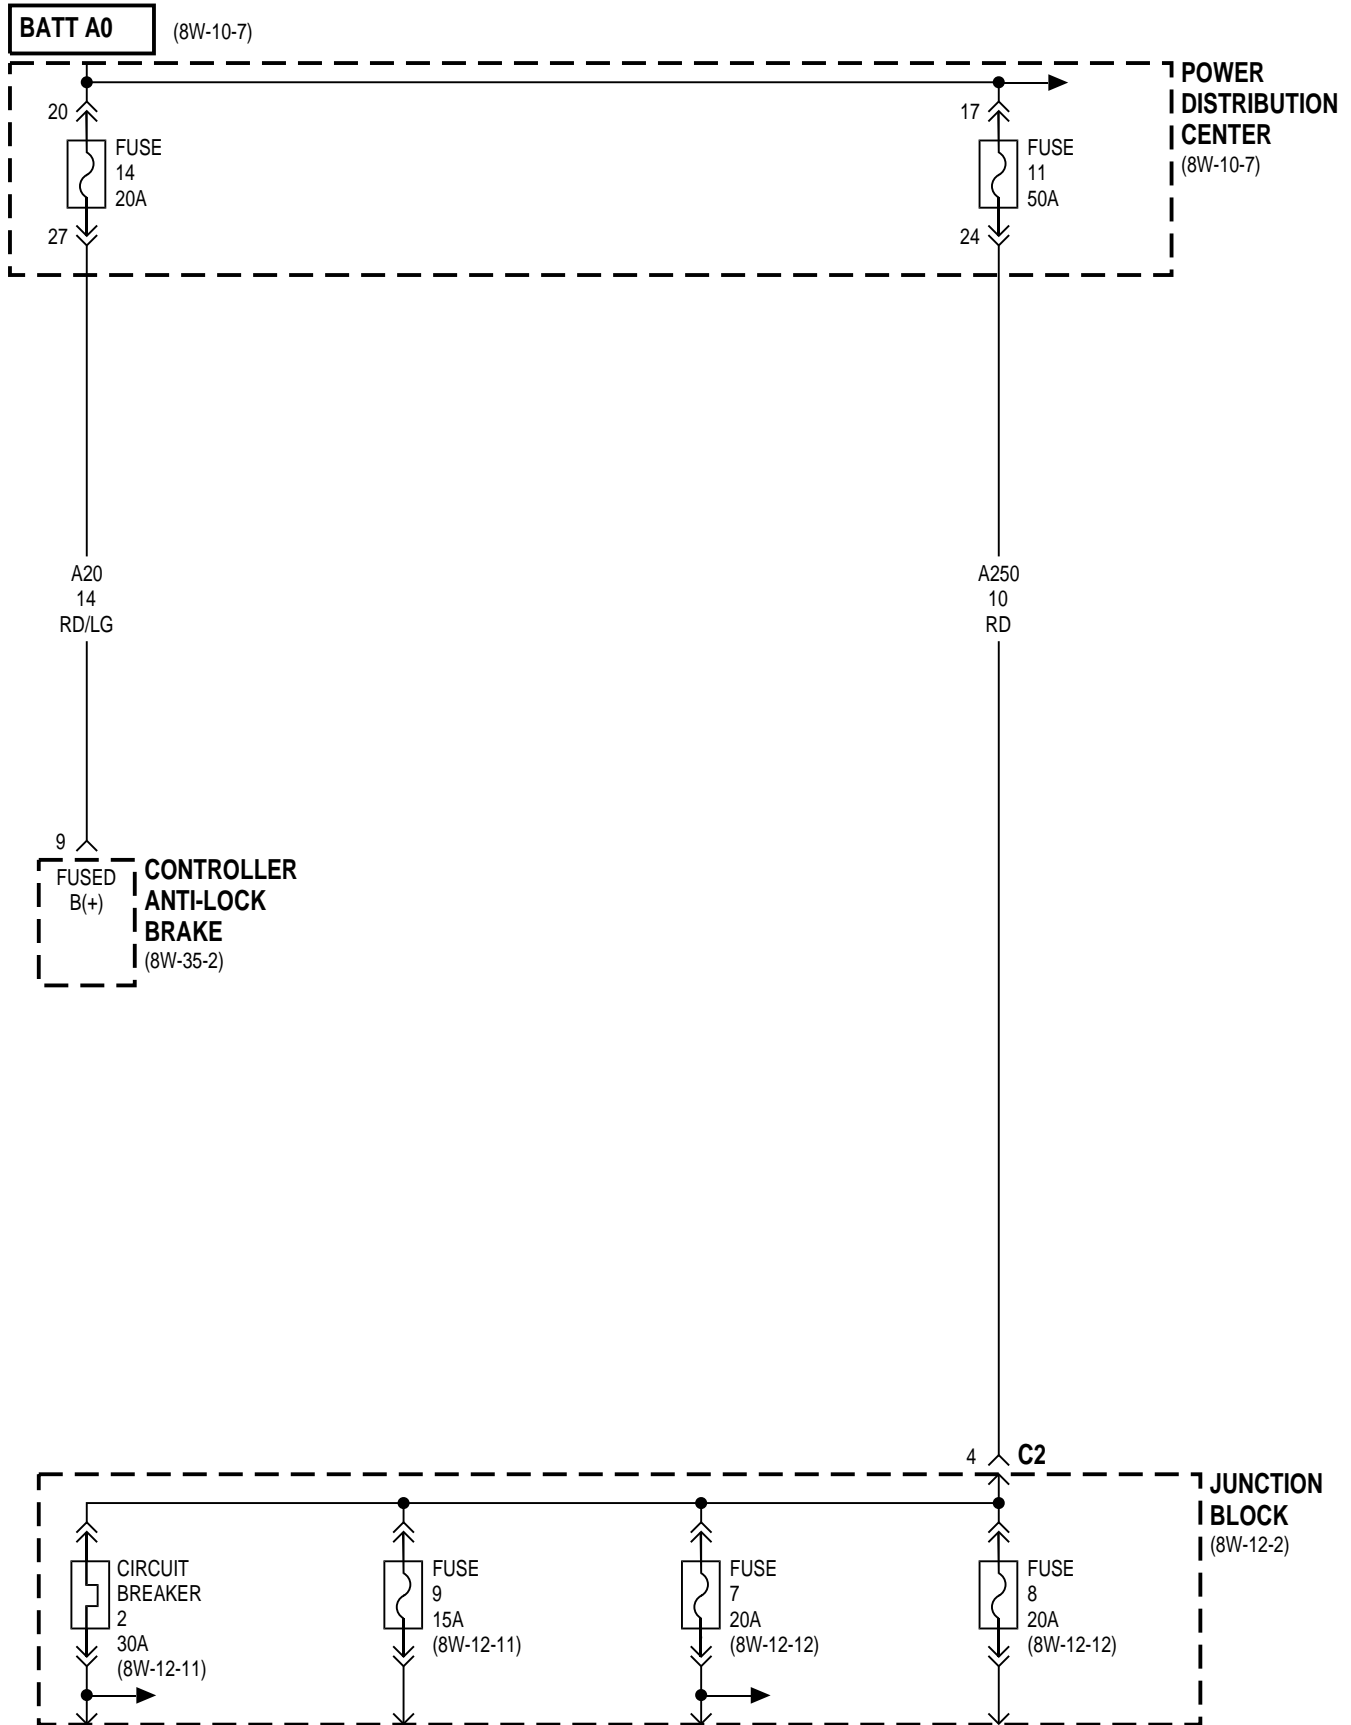 BATT A0
(8W-10-7)
POWER
DISTRIBUTION
CENTER
(8W-10-7)
20
FUSE
14
20A
27
17
FUSE
11
50A
24
A20
14
RD/LG
A250
10
RD
9
FUSED
B(+)
CONTROLLER
ANTI-LOCK
BRAKE
(8W-35-2)
4
C2
JUNCTION
BLOCK
(8W-12-2)
CIRCUIT
BREAKER
2
30A
(8W-12-11)
FUSE
9
15A
(8W-12-11)
FUSE
7
20A
(8W-12-12)
FUSE
8
20A
(8W-12-12)